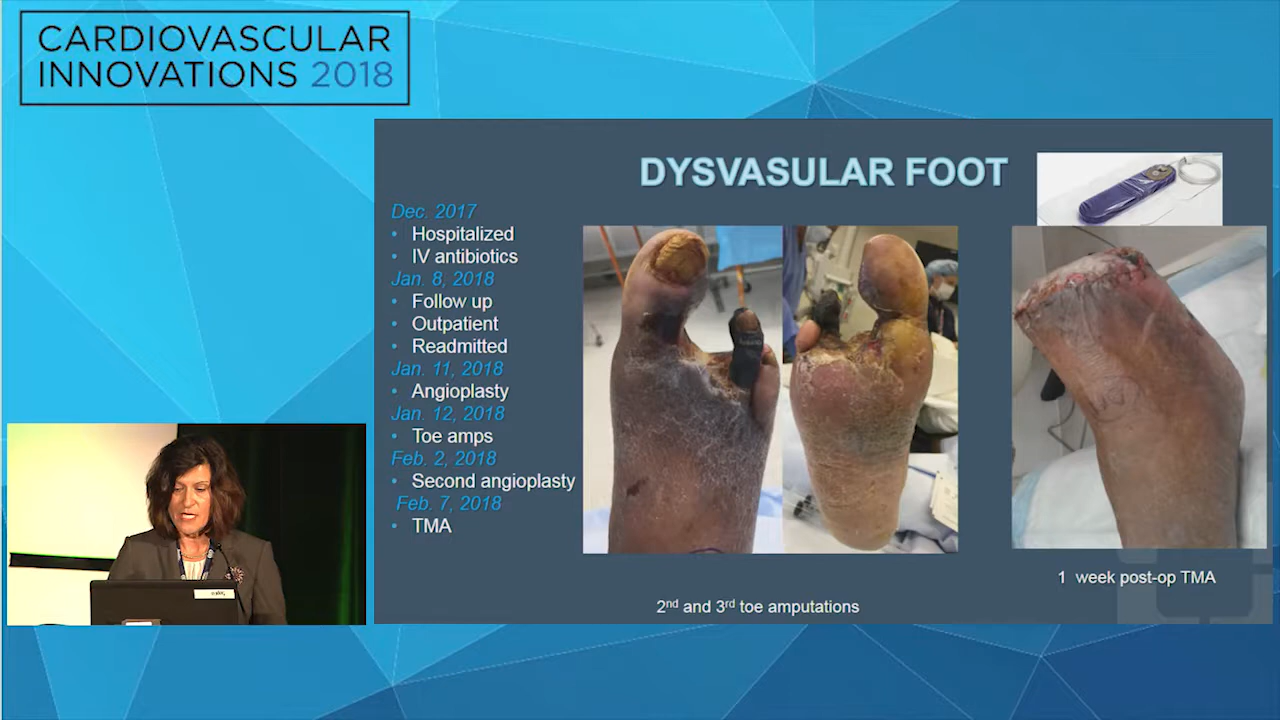 CARDIOVASCULAR
INNOVATIONS 2018
DYSVASULAR FOOT
Dec. 2017
• Hospitalized
• IV antibiotics
Jan. 8, 2018
• Follow up
• Outpatient
• Readmitted
Jan. 11, 2018
• Angioplasty
Jan. 12, 2018
• Toe amps
Feb. 2, 2018
• Second angioplasty
Feb. 7, 2018
• TMA
2nd and 3rd toe amputations
1 week post-op TMA